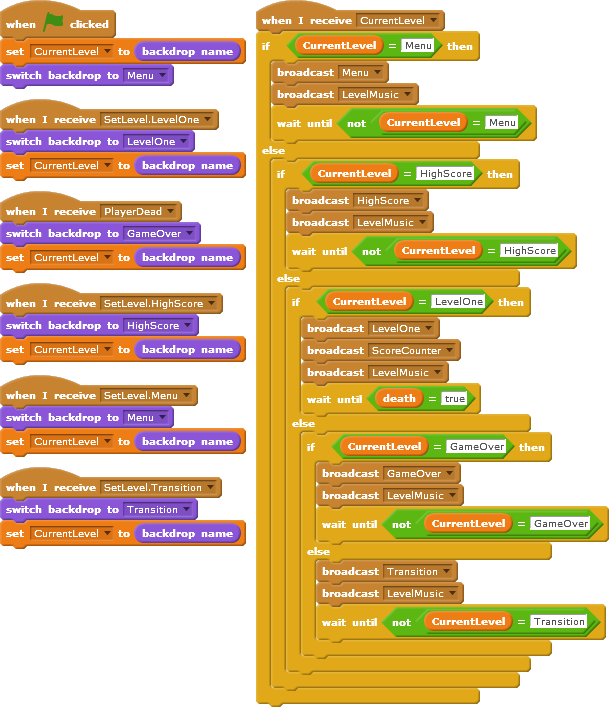 when clicked
set CurrentLevel to backdrop name
switch backdrop to Menu
when I receive SetLevel.LevelOne
switch backdrop to LevelOne
set CurrentLevel to backdrop name
when I receive PlayerDead
switch backdrop to GameOver
set CurrentLevel to backdrop name
when I receive SetLevel.HighScore
switch backdrop to HighScore
set CurrentLevel to backdrop name
when I receive SetLevel.Menu
switch backdrop to Menu
set CurrentLevel to backdrop name
when I receive SetLevel.Transition
switch backdrop to Transition
set CurrentLevel to backdrop name
when I receive CurrentLevel
if CurrentLevel = Menu then
broadcast Menu
broadcast LevelMusic
wait until not CurrentLevel = Menu
else
if CurrentLevel = HighScore then
broadcast HighScore
broadcast LevelMusic
wait until not CurrentLevel = HighScore
else
if CurrentLevel = LevelOne then
broadcast LevelOne
broadcast ScoreCounter
broadcast LevelMusic
wait until death = true
else
if CurrentLevel = GameOver then
broadcast GameOver
broadcast LevelMusic
wait until not CurrentLevel = GameOver
else
broadcast Transition
broadcast LevelMusic
wait until not CurrentLevel = Transition